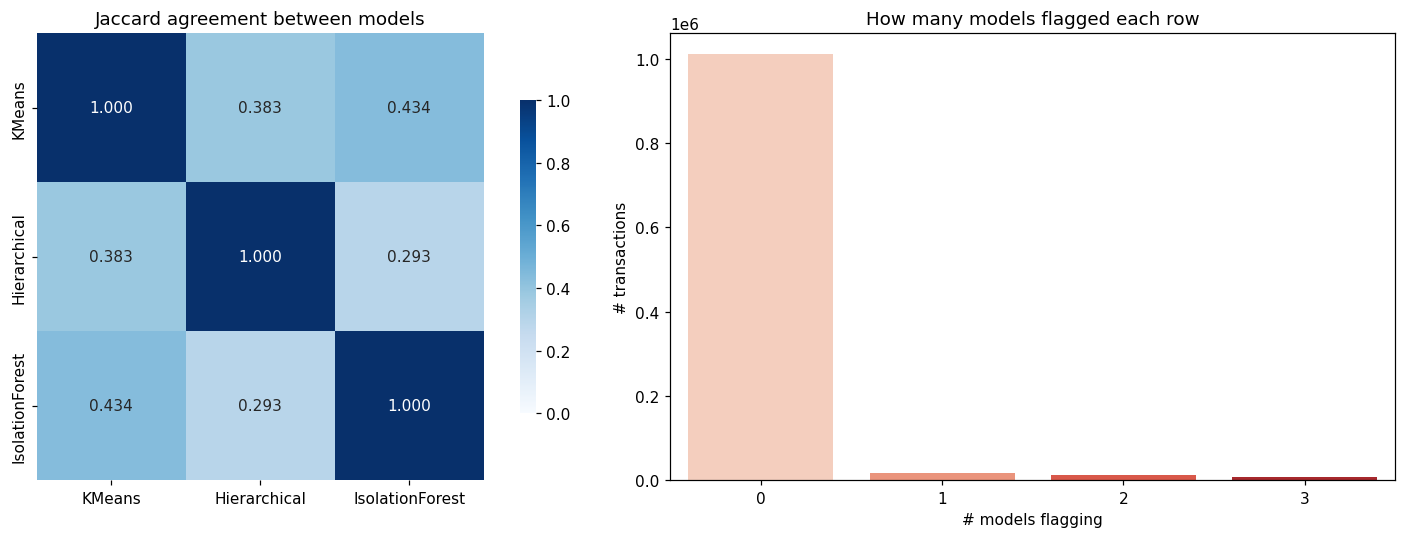 Jaccard agreement between models
KMeans
Hierarchical
IsolationForest
1.000 0.383 0.434
0.383 1.000 0.293
0.434 0.293 1.000
KMeans Hierarchical IsolationForest
1.0
0.8
0.6
0.4
0.2
0.0
How many models flagged each row
1e6
# transactions
1.0
0.8
0.6
0.4
0.2
0.0
0 1 2 3
# models flagging